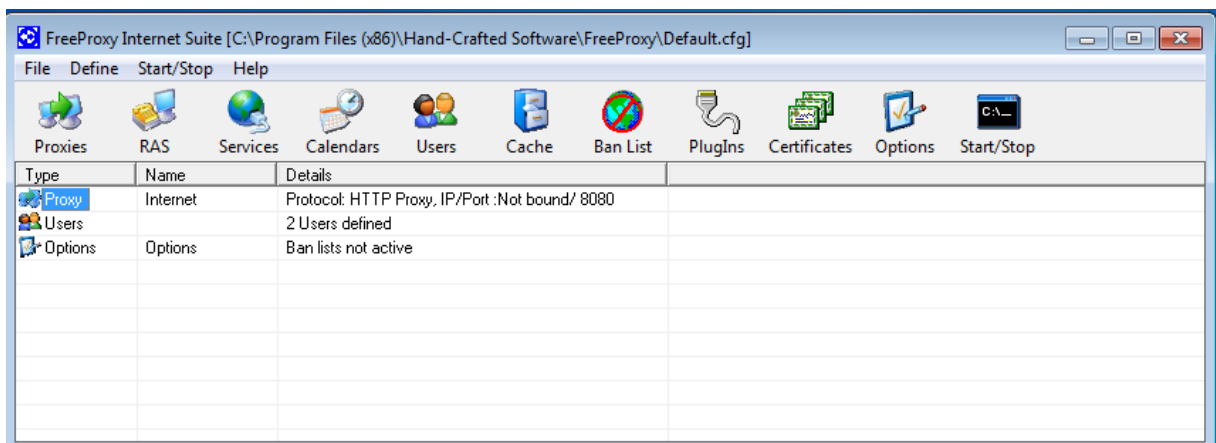 FreeProxy Internet Suite [C:\Program Files (x86)\Hand-Crafted Software\FreeProxy\Default.cfg]
File Define Start/Stop Help
Proxies RAS Services Calendars Users Cache Ban List PlugIns Certificates Options Start/Stop
Type Name Details
Proxy Internet Protocol: HTTP Proxy, IP/Port :Not bound/ 8080
Users 2 Users defined
Options Options Ban lists not active